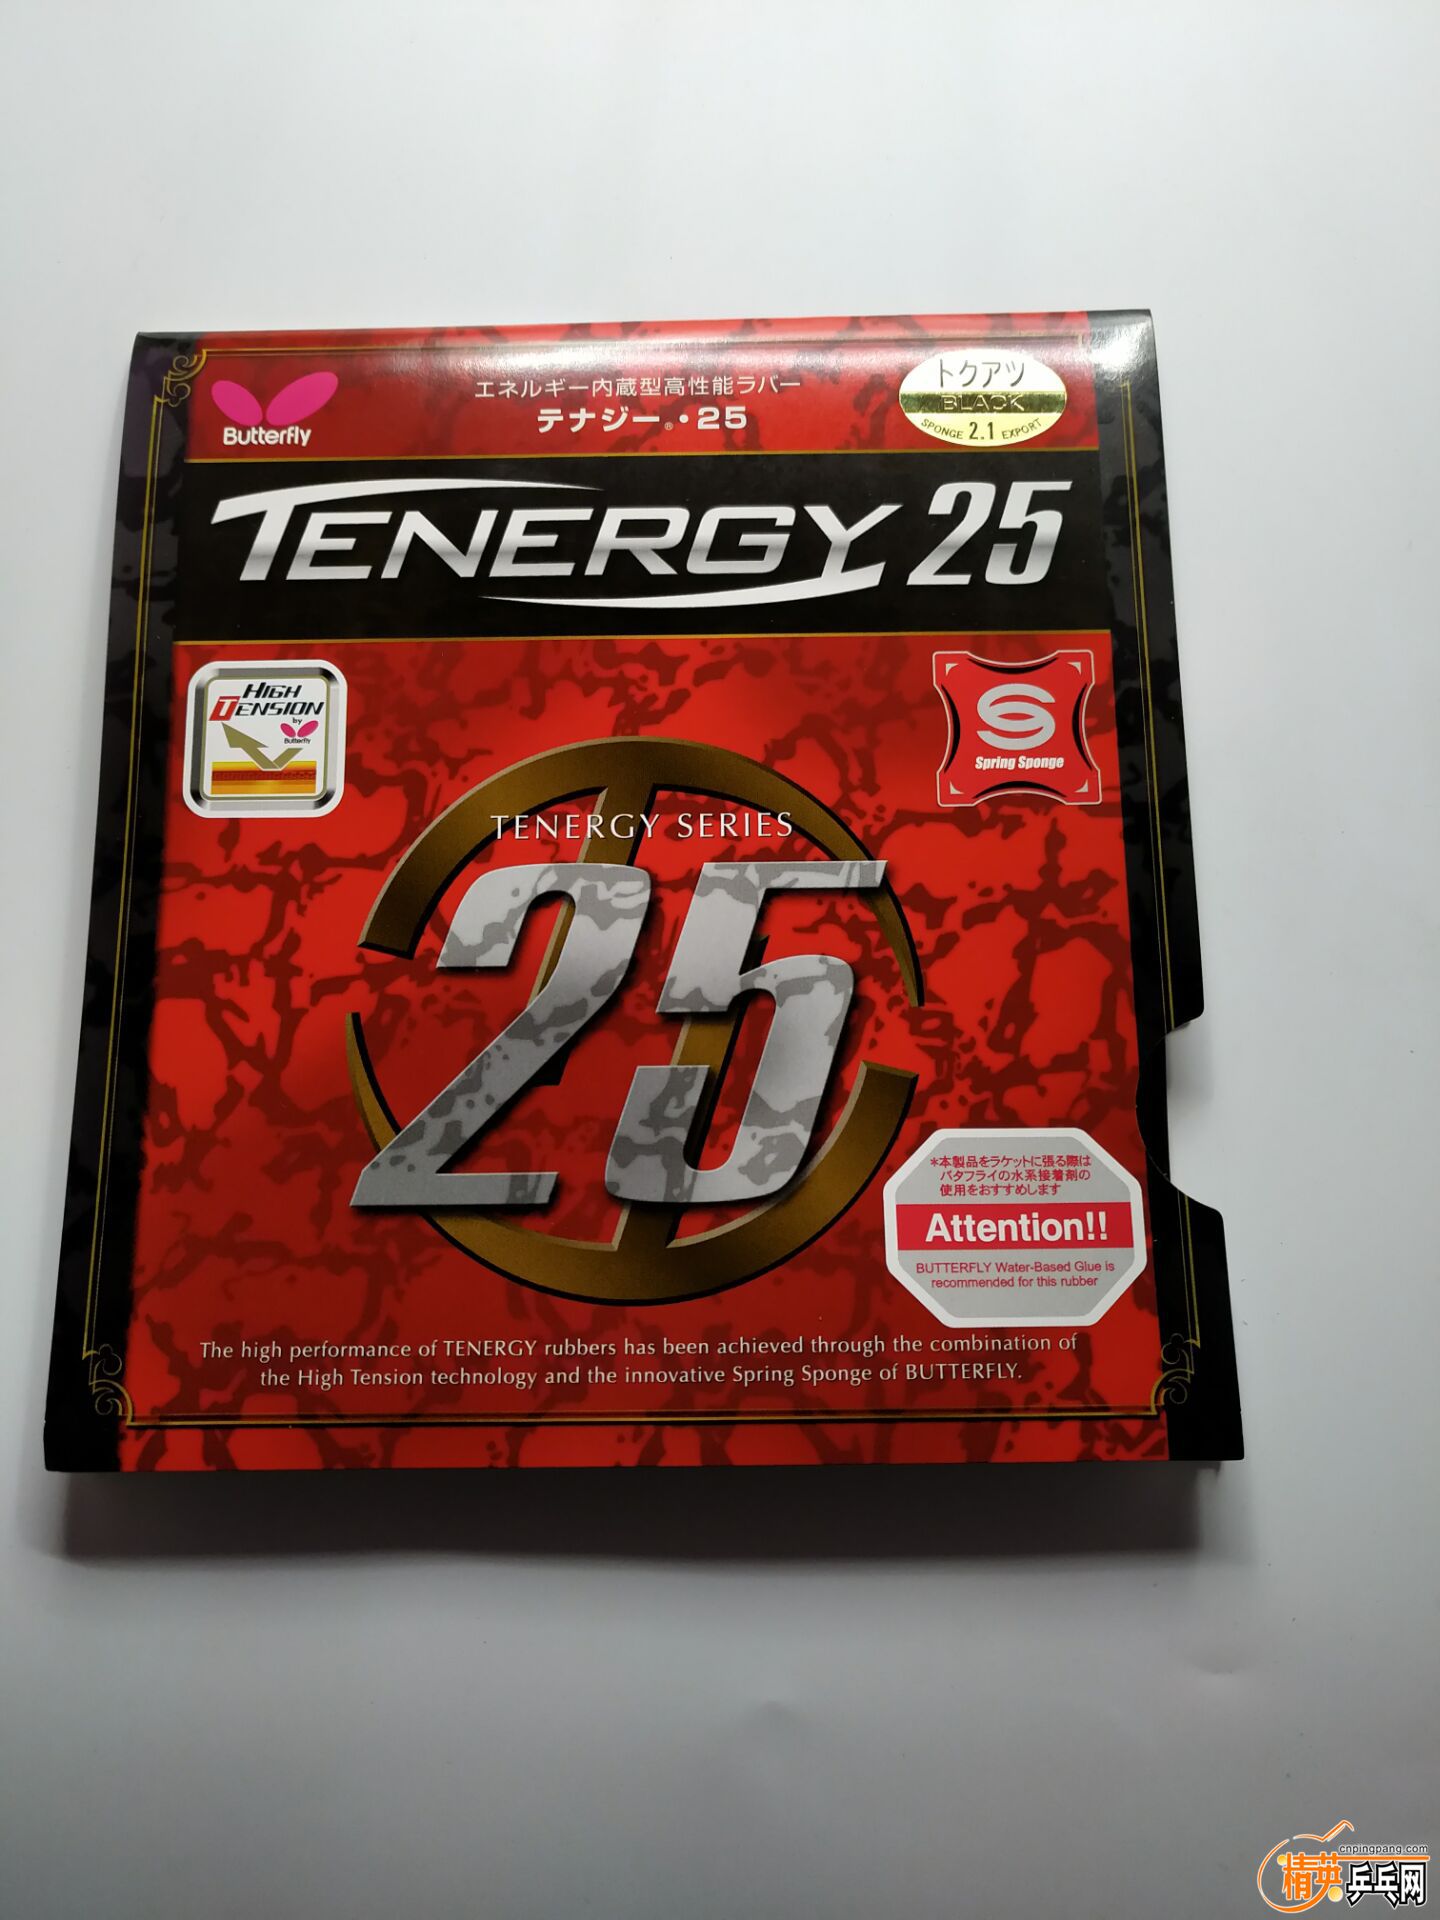 Butterfly
エネルギー内蔵型高性能ラバー
テナジー®・25
トクアツ
BLACK
SPONGE 2.1 EXPORT
TENERGY 25
HIGH
TENSION
by
Butterfly
Spring Sponge
TENERGY SERIES
25
*本製品をラケットに張る際は
バタフライの水系接着剤の
使用をおすすめします
Attention!!
BUTTERFLY Water-Based Glue is
recommended for this rubber
The high performance of TENERGY rubbers has been achieved through the combination of
the High Tension technology and the innovative Spring Sponge of BUTTERFLY.
cnpingpang.com
精英乒乓网